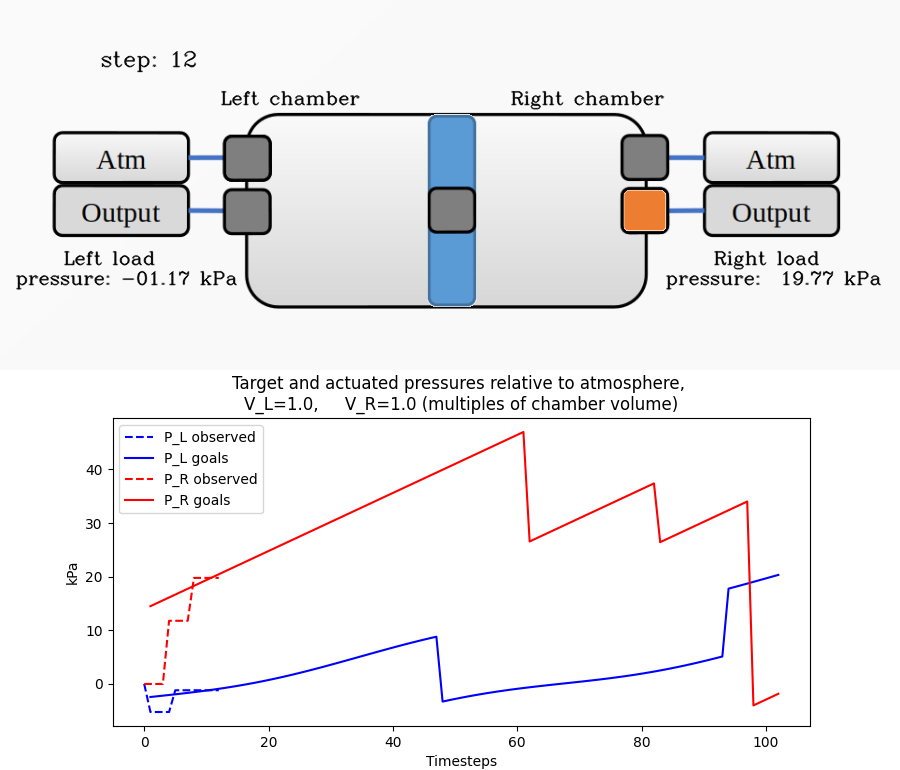 step: 12
Left chamber
Right chamber
Atm
Atm
Output
Output
Left load
pressure: -01.17 kPa
Right load
pressure:  19.77 kPa
Target and actuated pressures relative to atmosphere,
V_L=1.0,     V_R=1.0 (multiples of chamber volume)
P_L observed
P_L goals
P_R observed
P_R goals
kPa
40
30
20
10
0
0 20 40 60 80 100
Timesteps